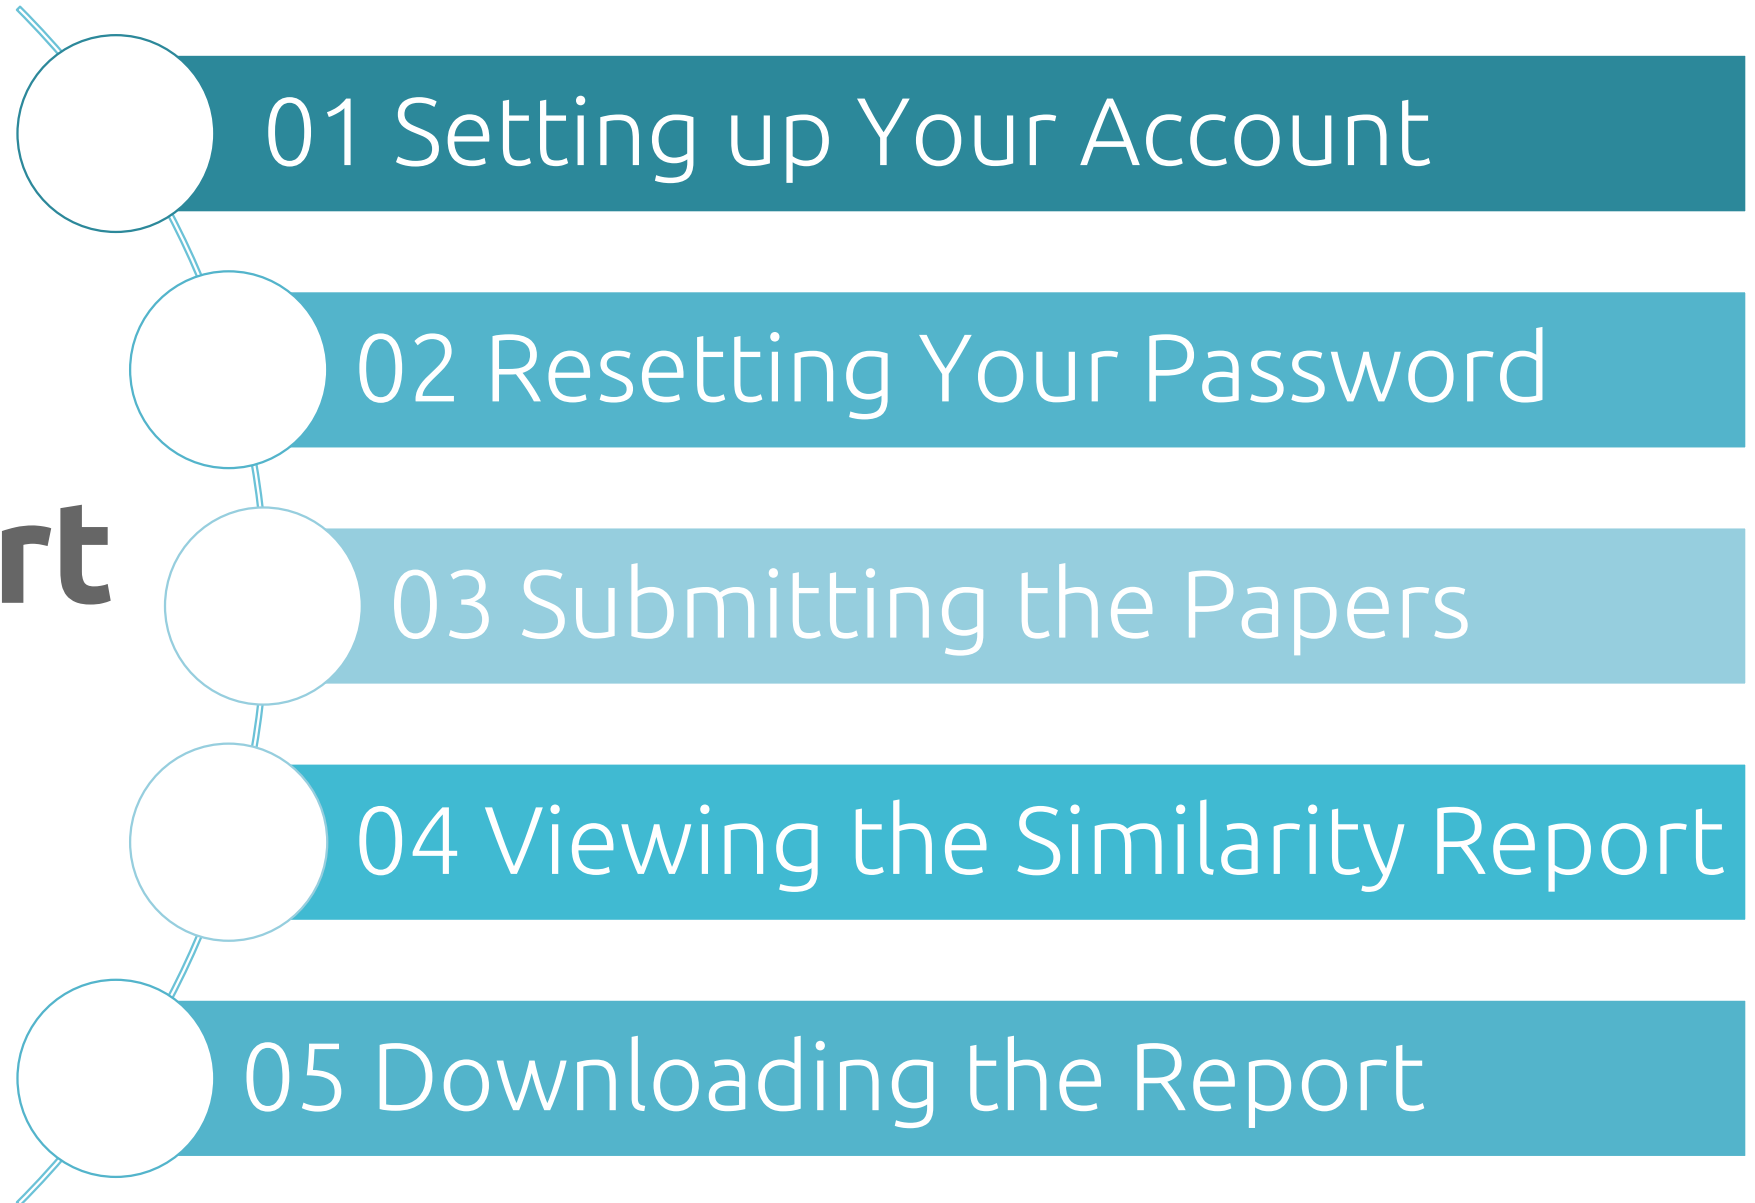 01 Setting up Your Account
02 Resetting Your Password
rt
03 Submitting the Papers
04 Viewing the Similarity Report
05 Downloading the Report